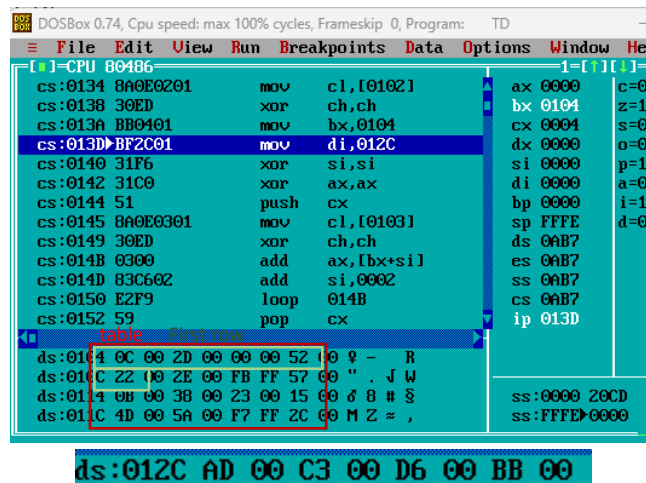 DOSBox 0.74, Cpu speed: max 100% cycles, Frameskip 0, Program: TD
≡ File Edit View Run Breakpoints Data Options Window He
[■]=CPU 80486 1=[↑][↓]=
cs:0134 8A0E0201 mov cl,[0102] ax 0000 c=0
cs:0138 30ED xor ch,ch bx 0104 z=1
cs:013A BB0401 mov bx,0104 cx 0004 s=0
cs:013D▶BF2C01 mov di,012C dx 0000 o=0
cs:0140 31F6 xor si,si si 0000 p=1
cs:0142 31C0 xor ax,ax di 0000 a=0
cs:0144 51 push cx bp 0000 i=1
cs:0145 8A0E0301 mov cl,[0103] sp FFFE d=0
cs:0149 30ED xor ch,ch ds 0AB7
cs:014B 0300 add ax,[bx+si] es 0AB7
cs:014D 83C602 add si,0002 ss 0AB7
cs:0150 E2F9 loop 014B cs 0AB7
cs:0152 59 pop cx ip 013D
table First row
ds:0104 0C 00 2D 00 00 00 52 00 ♀ - R
ds:010C 22 00 2E 00 FB FF 57 00 " . √ W
ds:0114 0B 00 38 00 23 00 15 00 ♂ 8 # § ss:0000 20CD
ds:011C 4D 00 5A 00 F7 FF 2C 00 M Z ≈ , ss:FFFE▶0000
ds:012C AD 00 C3 00 D6 00 BB 00